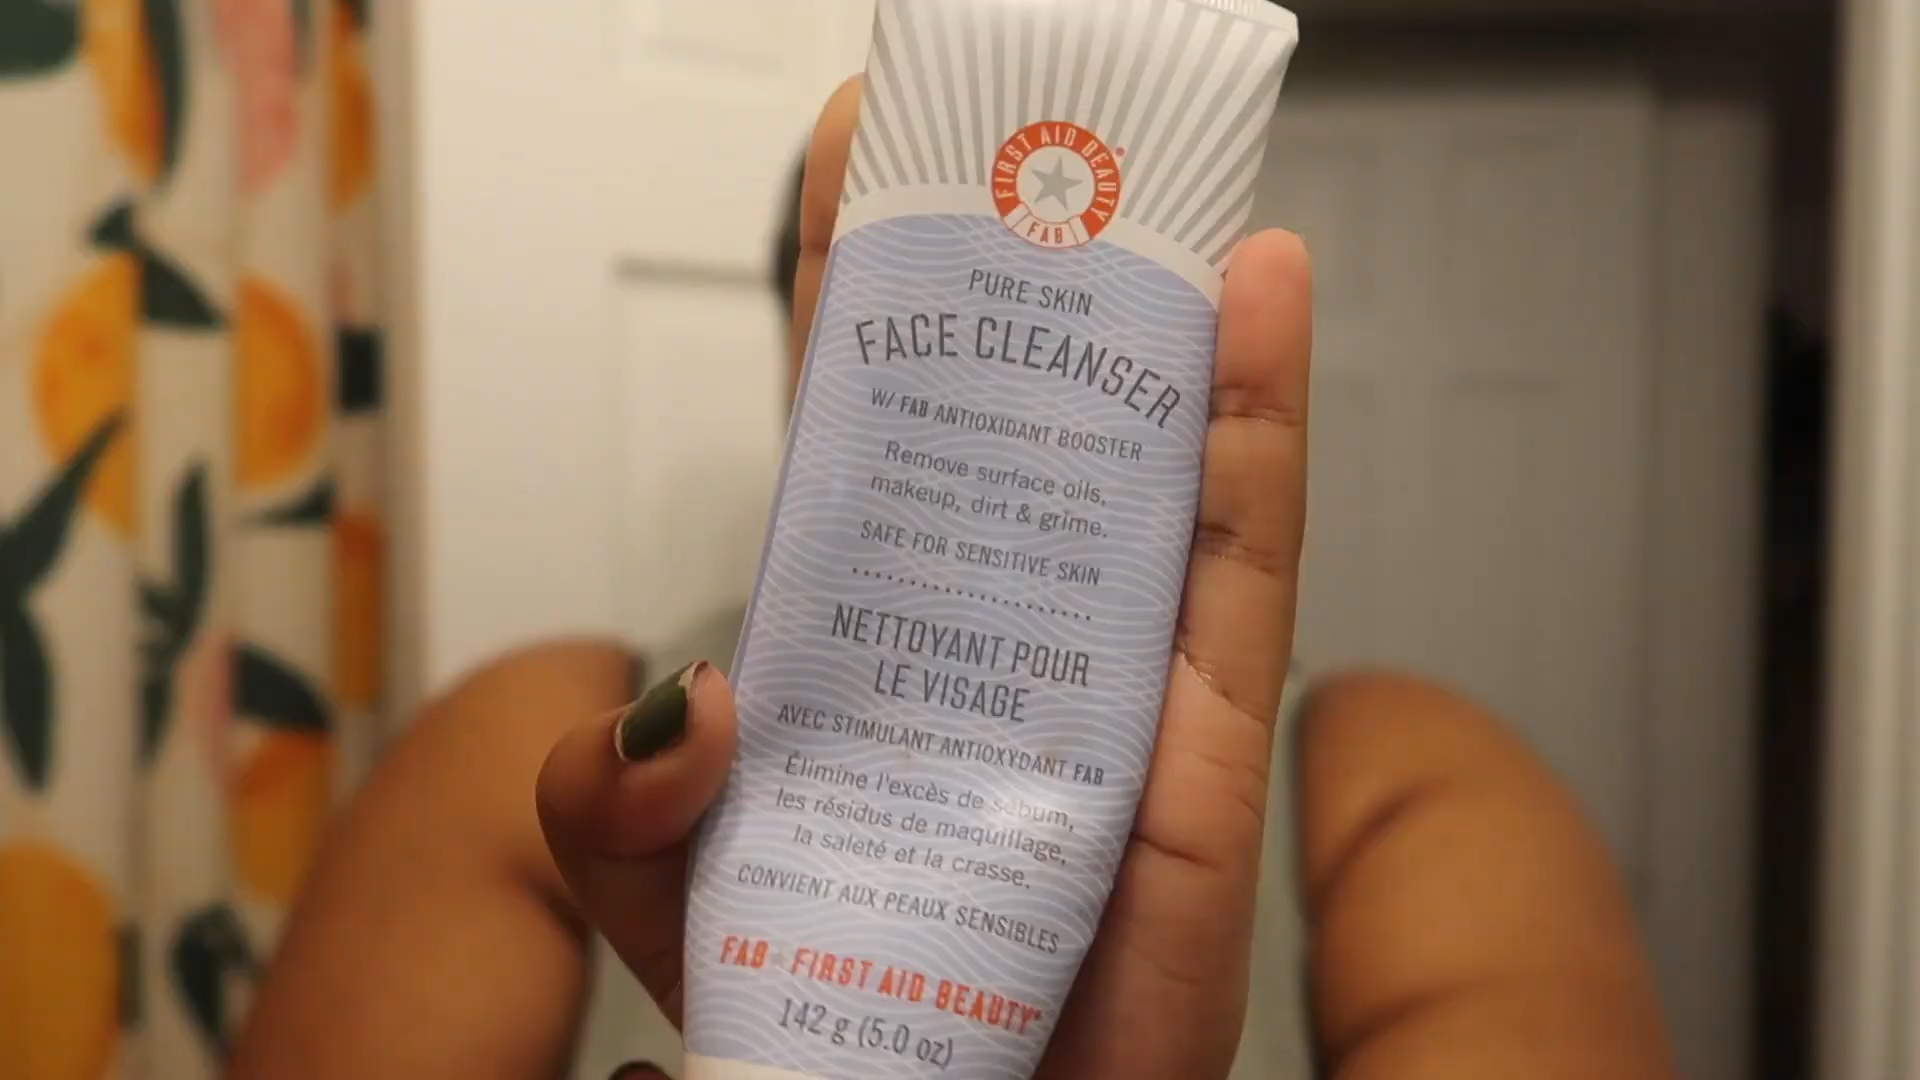 FIRST AID BEAUTY
FAB
PURE SKIN
FACE CLEANSER
W/ FAB ANTIOXIDANT BOOSTER
Remove surface oils,
makeup, dirt & grime.
SAFE FOR SENSITIVE SKIN
NETTOYANT POUR
LE VISAGE
AVEC STIMULANT ANTIOXYDANT FAB
Élimine l'excès de sébum,
les résidus de maquillage,
la saleté et la crasse.
CONVIENT AUX PEAUX SENSIBLES
FAB FIRST AID BEAUTY®
142 g (5.0 oz)